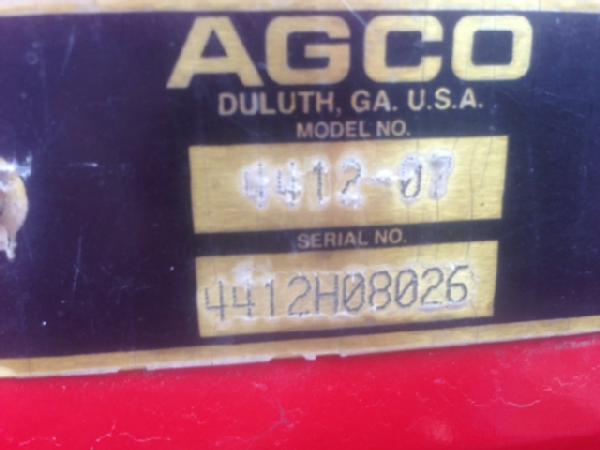 AGCO
DULUTH, GA. U.S.A.
MODEL NO.
4412-07
SERIAL NO.
4412H08026